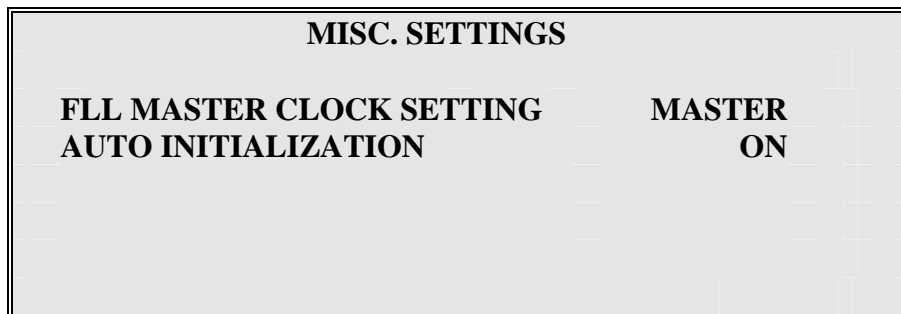 MISC. SETTINGS
FLL MASTER CLOCK SETTING MASTER
AUTO INITIALIZATION ON